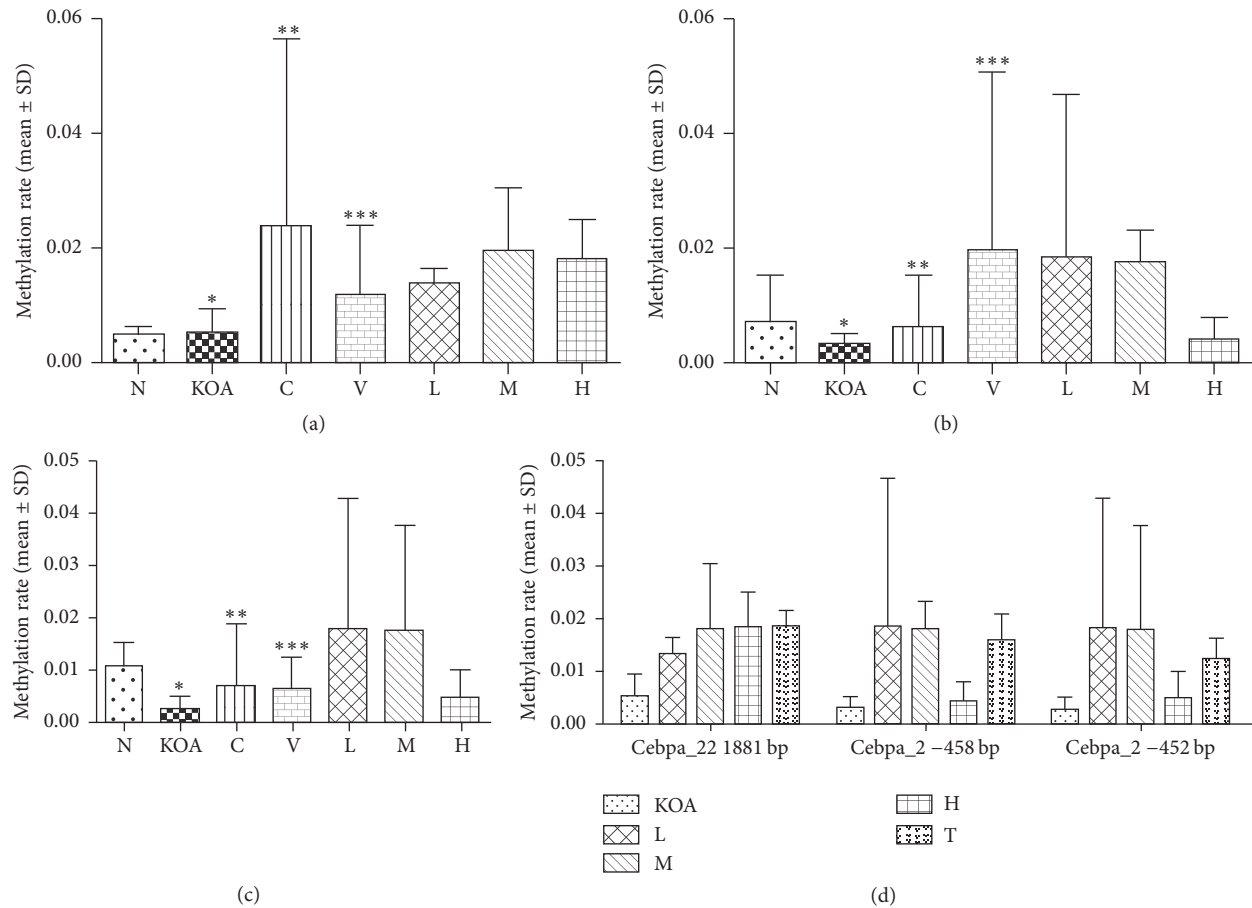 0.06
0.04
0.02
0.00
Methylation rate (mean ± SD)
*
**
***
N KOA C V L M H
(a)
0.06
0.04
0.02
0.00
Methylation rate (mean ± SD)
*
**
***
N KOA C V L M H
(b)
0.05
0.04
0.03
0.02
0.01
0.00
Methylation rate (mean ± SD)
*
**
***
N KOA C V L M H
(c)
0.05
0.04
0.03
0.02
0.01
0.00
Methylation rate (mean ± SD)
Cebpa_22 1881 bp Cebpa_2 −458 bp Cebpa_2 −452 bp
KOA
L
M
H
T
(d)